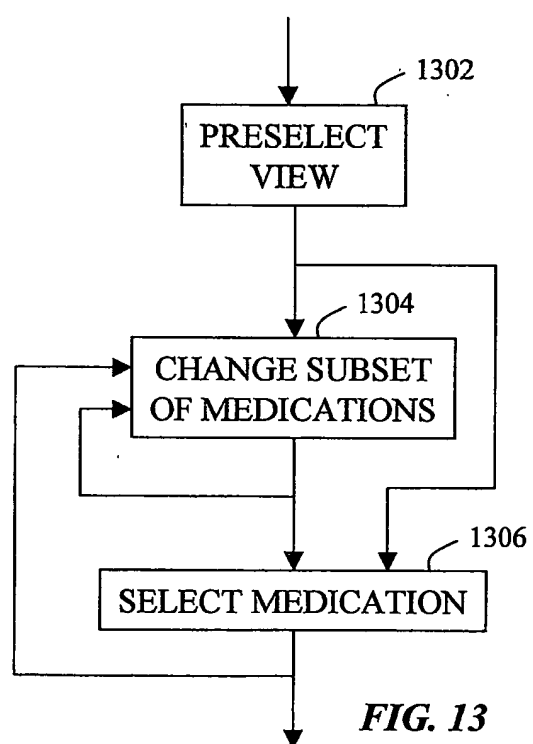 1302
PRESELECT
VIEW
1304
CHANGE SUBSET
OF MEDICATIONS
1306
SELECT MEDICATION
FIG. 13